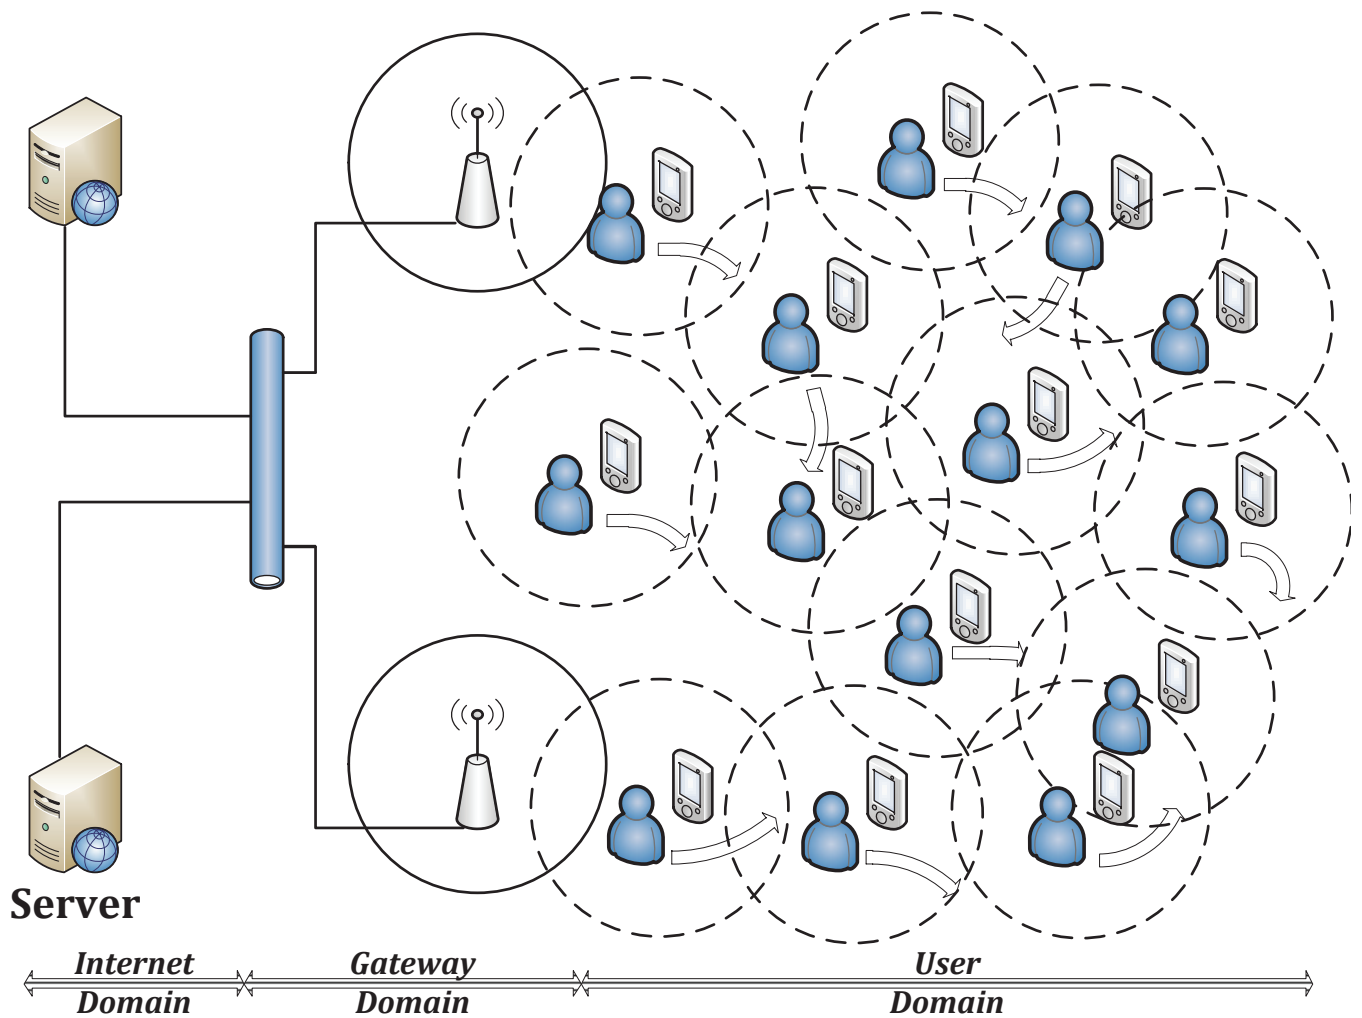 Server
Internet
Domain
Gateway
Domain
User
Domain